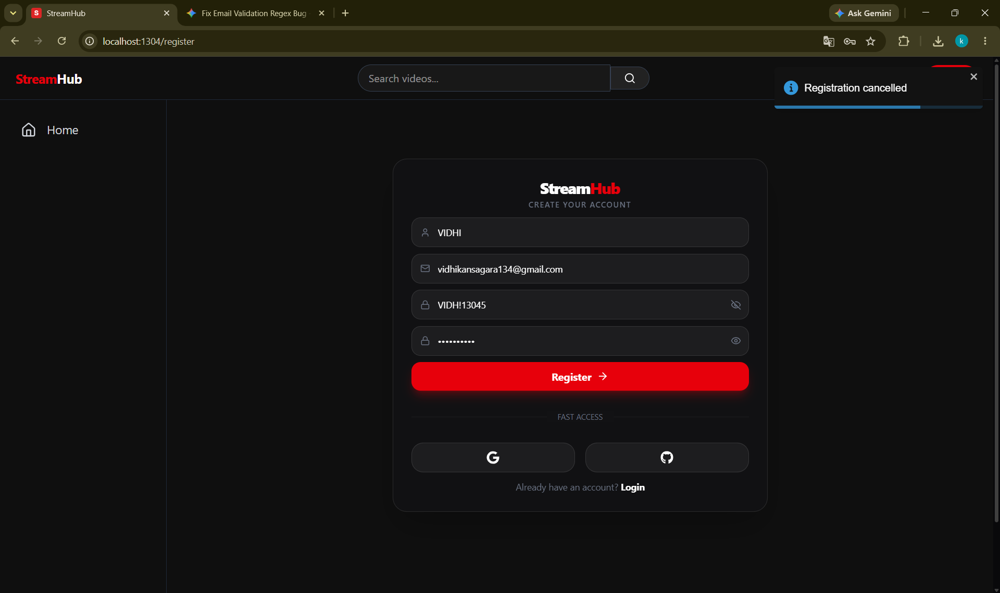 StreamHub
Fix Email Validation Regex Bug
Ask Gemini
localhost:1304/register
k
StreamHub
Search videos...
Registration cancelled
Home
StreamHub
CREATE YOUR ACCOUNT
VIDHI
vidhikansagara134@gmail.com
VIDH!13045
••••••••••
Register
FAST ACCESS
Already have an account? Login